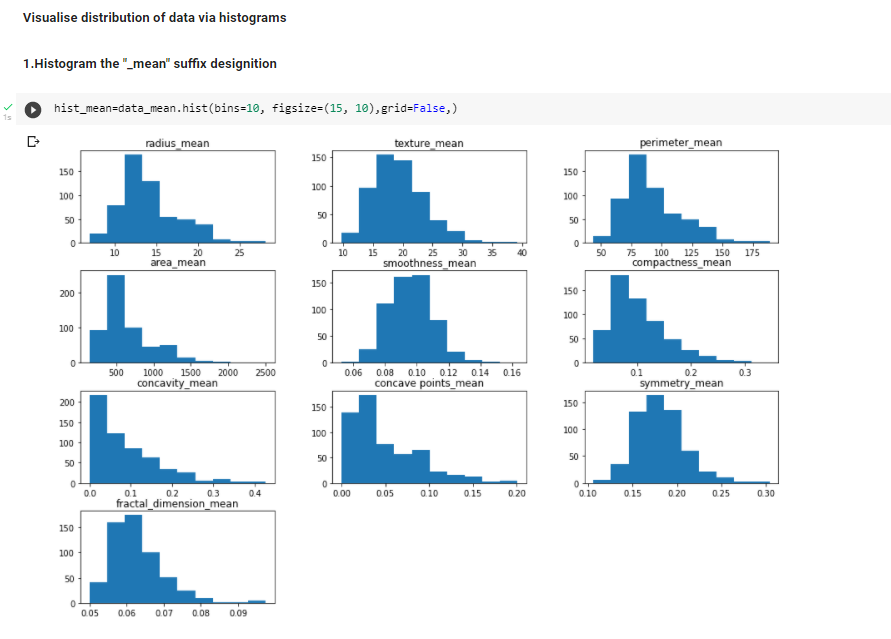 Visualise distribution of data via histograms
1.Histogram the "_mean" suffix designition
1s
hist_mean=data_mean.hist(bins=10, figsize=(15, 10),grid=False,)
radius_mean texture_mean perimeter_mean
150 150 150
100 100 100
50 50 50
0 0 0
10 15 20 25 10 15 20 25 30 35 40 50 75 100 125 150 175
area_mean smoothness_mean compactness_mean
200 150 150
100 100 100
0 50 50
0 0
500 1000 1500 2000 2500 0.06 0.08 0.10 0.12 0.14 0.16 0.1 0.2 0.3
concavity_mean concave points_mean symmetry_mean
200 150 150
150 100 100
100 50 50
50 0 0
0
0.0 0.1 0.2 0.3 0.4 0.00 0.05 0.10 0.15 0.20 0.10 0.15 0.20 0.25 0.30
fractal_dimension_mean
150
100
50
0
0.05 0.06 0.07 0.08 0.09